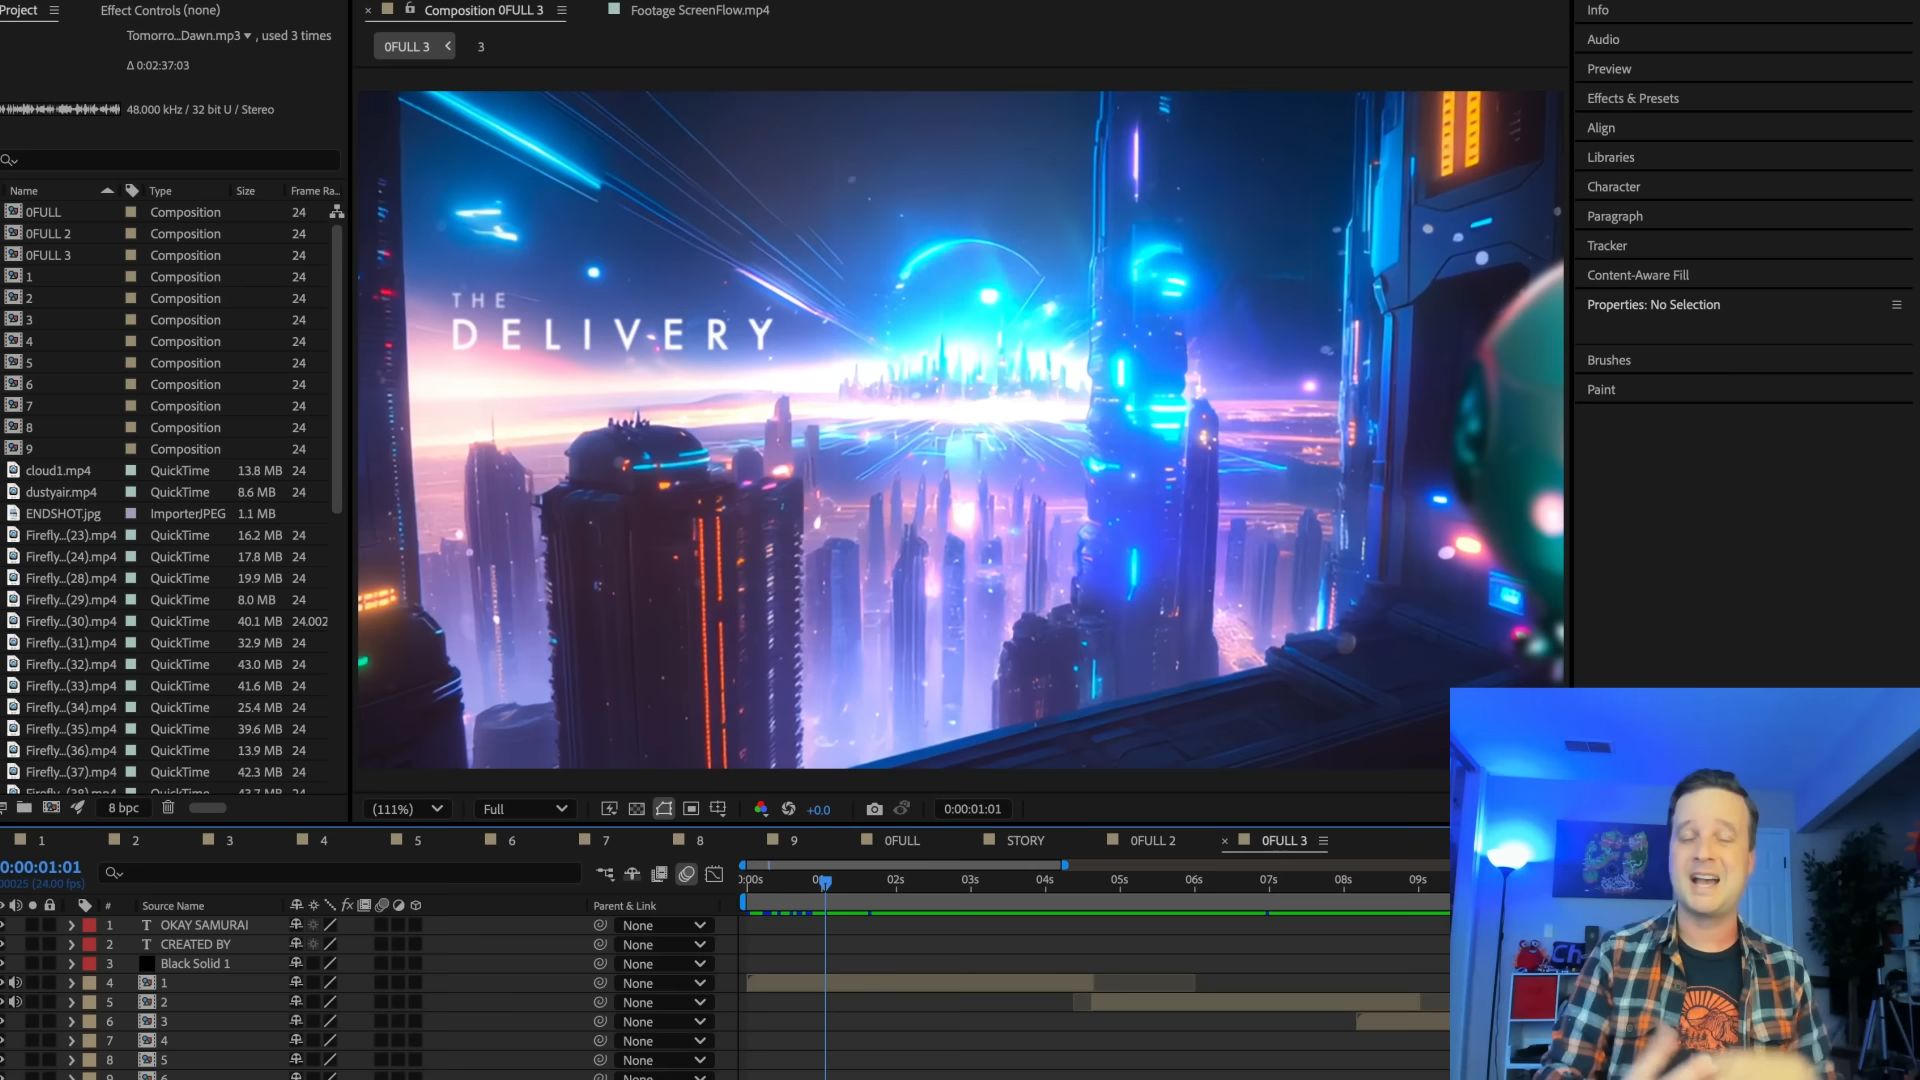 Project
Effect Controls (none)
Composition 0FULL 3
Footage ScreenFlow.mp4
Tomorro...Dawn.mp3 ▾ , used 3 times
Δ 0:02:37:03
48.000 kHz / 32 bit U / Stereo
0FULL 3
3
Name Type Size Frame Ra...
0FULL Composition 24
0FULL 2 Composition 24
0FULL 3 Composition 24
1 Composition 24
2 Composition 24
3 Composition 24
4 Composition 24
5 Composition 24
6 Composition 24
7 Composition 24
8 Composition 24
9 Composition 24
cloud1.mp4 QuickTime 13.8 MB 24
dustyair.mp4 QuickTime 8.6 MB 24
ENDSHOT.jpg ImporterJPEG 1.1 MB
Firefly...(23).mp4 QuickTime 16.2 MB 24
Firefly...(24).mp4 QuickTime 17.8 MB 24
Firefly...(28).mp4 QuickTime 19.9 MB 24
Firefly...(29).mp4 QuickTime 8.0 MB 24
Firefly...(30).mp4 QuickTime 40.1 MB 24.002
Firefly...(31).mp4 QuickTime 32.9 MB 24
Firefly...(32).mp4 QuickTime 43.0 MB 24
Firefly...(33).mp4 QuickTime 41.6 MB 24
Firefly...(34).mp4 QuickTime 25.4 MB 24
Firefly...(35).mp4 QuickTime 39.6 MB 24
Firefly...(36).mp4 QuickTime 13.9 MB 24
Firefly...(37).mp4 QuickTime 42.3 MB 24
8 bpc
THE
DELIVERY
(111%) Full +0.0 0:00:01:01
Info
Audio
Preview
Effects & Presets
Align
Libraries
Character
Paragraph
Tracker
Content-Aware Fill
Properties: No Selection
Brushes
Paint
1 2 3 4 5 6 7 8 9 0FULL STORY 0FULL 2 × 0FULL 3
0:00:01:01
00025 (24.00 fps)
0:00s 02s 03s 04s 05s 06s 07s 08s 09s
# Source Name fx Parent & Link
1 T OKAY SAMURAI None
2 T CREATED BY None
3 Black Solid 1 None
4 1 None
5 2 None
6 3 None
7 4 None
8 5 None
9 6 None